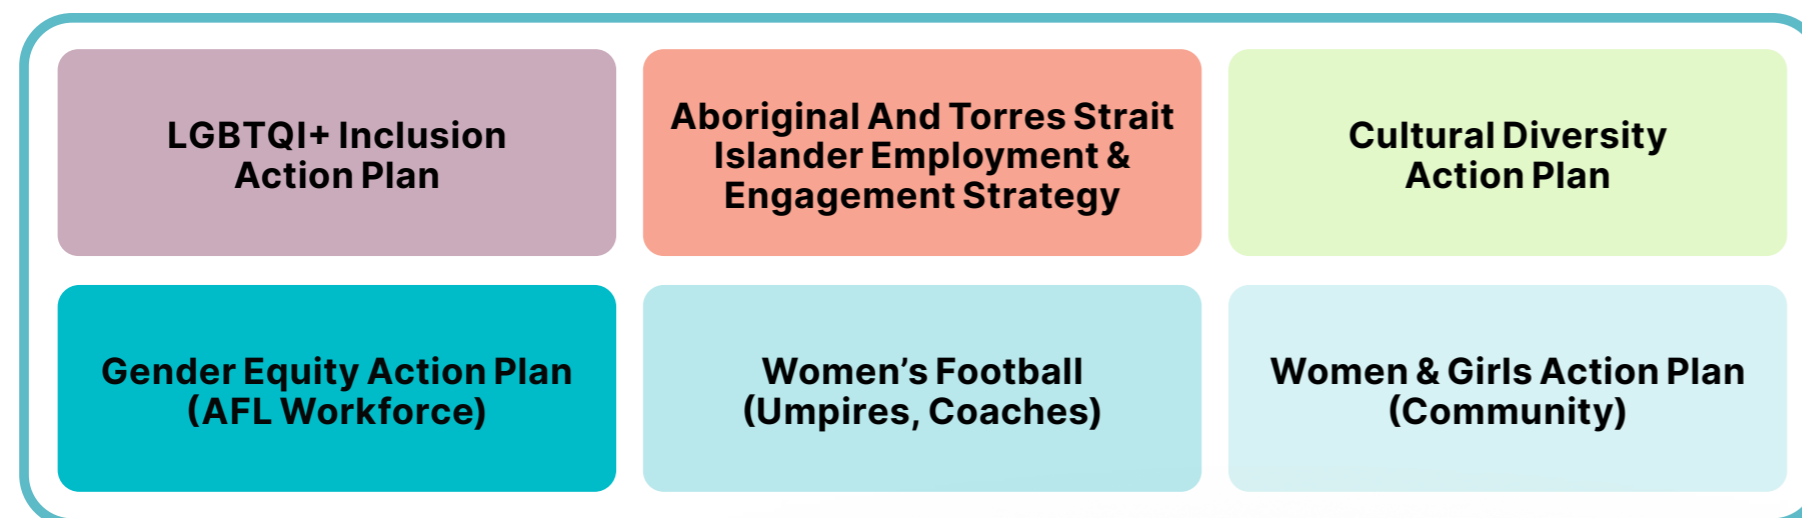 LGBTQI+ Inclusion
Action Plan
Aboriginal And Torres Strait
Islander Employment &
Engagement Strategy
Cultural Diversity
Action Plan
Gender Equity Action Plan
(AFL Workforce)
Women’s Football
(Umpires, Coaches)
Women & Girls Action Plan
(Community)